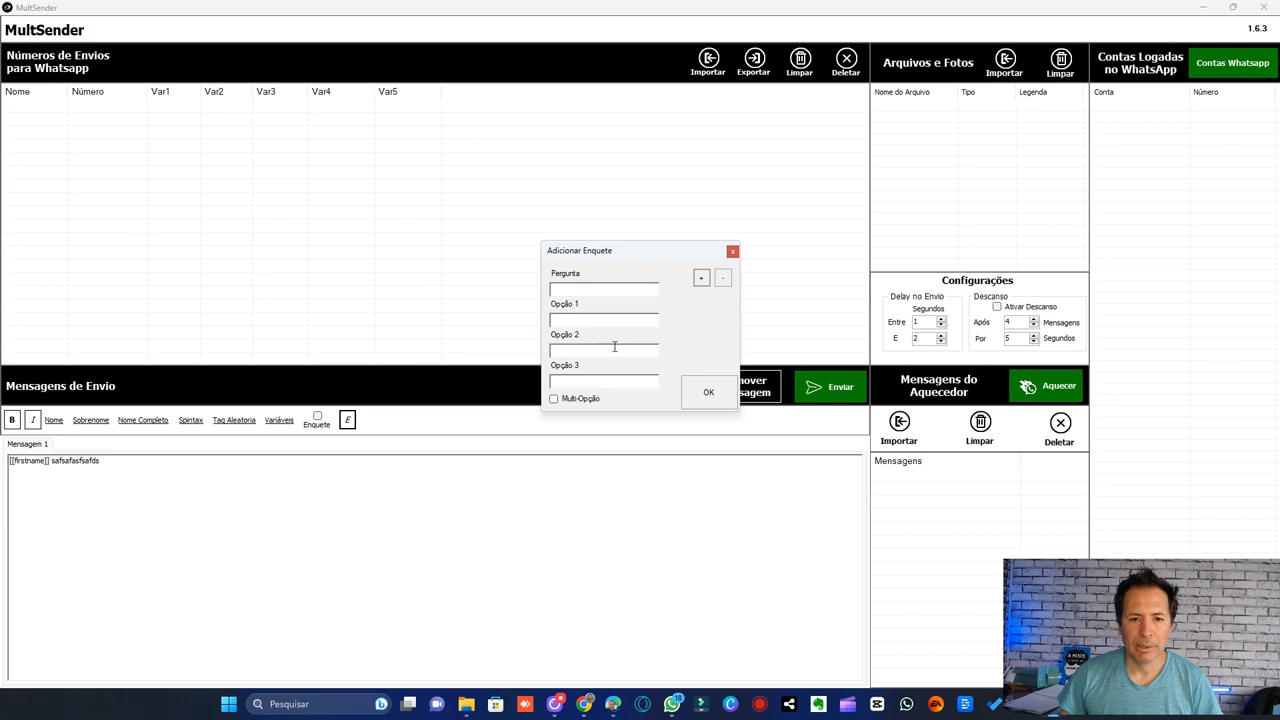 MultSender
MultSender
1.6.3
Números de Envios
para Whatsapp
Importar
Exportar
Limpar
Deletar
Arquivos e Fotos
Importar
Limpar
Contas Logadas
no WhatsApp
Contas Whatsapp
Nome
Número
Var1
Var2
Var3
Var4
Var5
Nome do Arquivo
Tipo
Legenda
Conta
Número
Adicionar Enquete
x
Pergunta
+
-
Opção 1
Opção 2
Opção 3
Multi-Opção
OK
Configurações
Delay no Envio
Segundos
Entre
1
E
2
Descanso
Ativar Descanso
Após
4
Mensagens
Por
5
Segundos
Mensagens de Envio
Enviar
Mensagens do
Aquecedor
Aquecer
B
I
Nome
Sobrenome
Nome Completo
Spintax
Tag Aleatoria
Variáveis
Enquete
E
Importar
Limpar
Deletar
Mensagem 1
[[firstname]] safsafasfsafds
Mensagens
A MENTE
Pesquisar
18